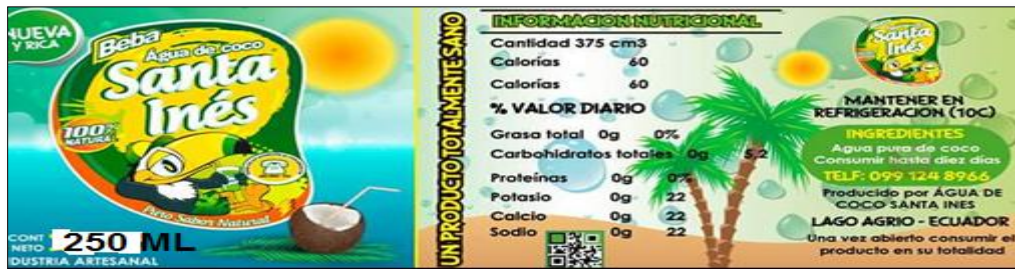 NUEVA
Y RICA
Beba
Agua de coco
Santa
Inés
100%
NATURAL
Puro Sabor Natural
CONT
NETO 250 ML
DUSTRIA ARTESANAL
UN PRODUCTO TOTALMENTE SANO
INFORMACION NUTRICIONAL
Cantidad 375 cm3
Calorías 60
Calorías 60
% VALOR DIARIO
Grasa total 0g 0%
Carbohidratos totales 0g 5,2
Proteínas 0g 0%
Potasio 0g 22
Calcio 0g 22
Sodio 0g 22
Santa
Inés
MANTENER EN
REFRIGERACION (10C)
INGREDIENTES
Agua pura de coco
Consumir hasta diez días
TELF: 099 124 8966
Producido por ÁGUA DE
COCO SANTA INES
LAGO AGRIO - ECUADOR
Una vez abierto consumir el
producto en su totalidad